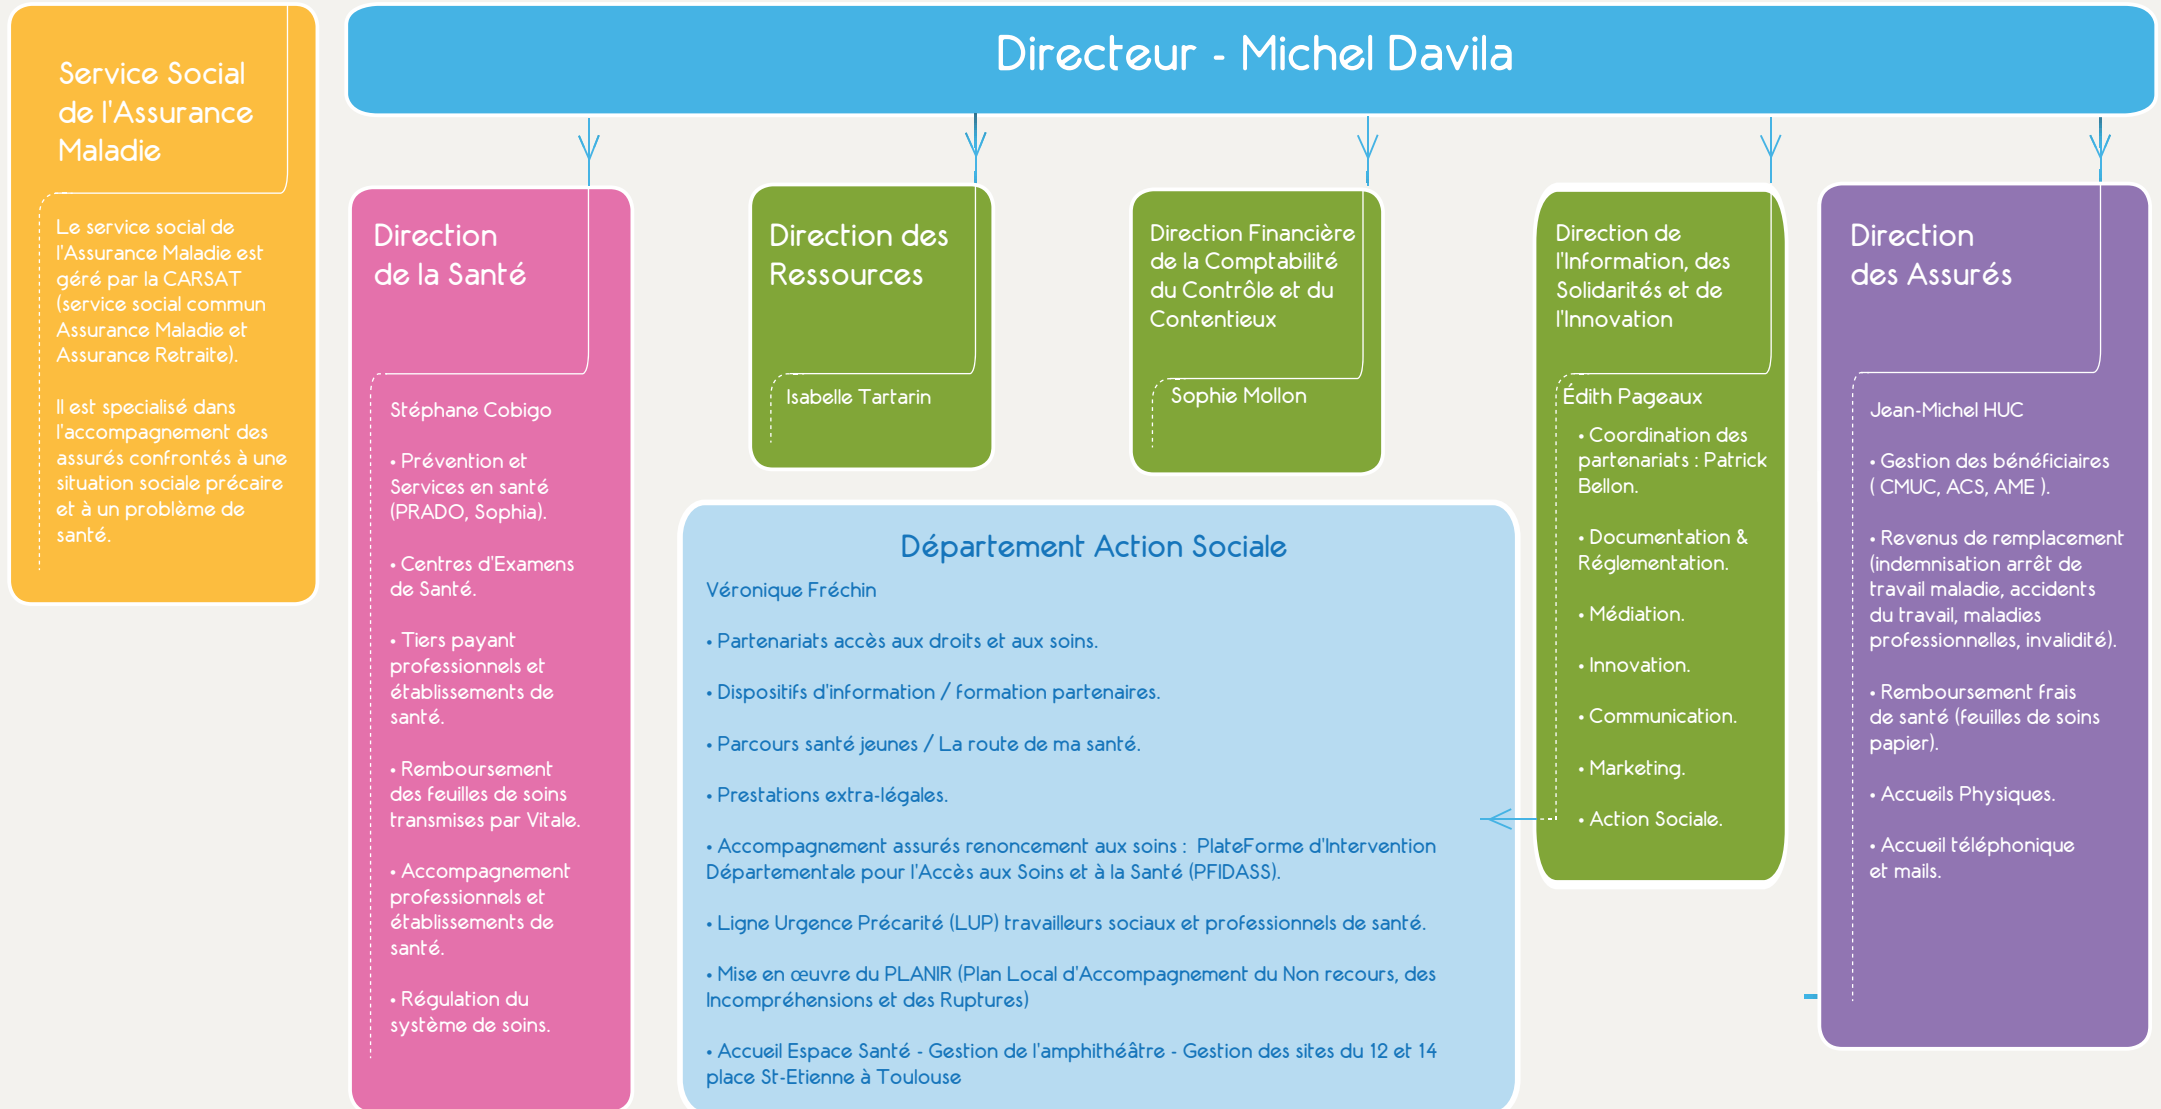 Service Social
de l'Assurance
Maladie
Le service social de
l'Assurance Maladie est
géré par la CARSAT
(service social commun
Assurance Maladie et
Assurance Retraite).
Il est specialisé dans
l'accompagnement des
assurés confrontés à une
situation sociale précaire
et à un problème de
santé.
Directeur - Michel Davila
Direction
de la Santé
Stéphane Cobigo
• Prévention et
Services en santé
(PRADO, Sophia).
• Centres d'Examens
de Santé.
• Tiers payant
professionnels et
établissements de
santé.
• Remboursement
des feuilles de soins
transmises par Vitale.
• Accompagnement
professionnels et
établissements de
santé.
• Régulation du
système de soins.
Direction des
Ressources
Isabelle Tartarin
Direction Financière
de la Comptabilité
du Contrôle et du
Contentieux
Sophie Mollon
Département Action Sociale
Véronique Fréchin
• Partenariats accès aux droits et aux soins.
• Dispositifs d'information / formation partenaires.
• Parcours santé jeunes / La route de ma santé.
• Prestations extra-légales.
• Accompagnement assurés renoncement aux soins : PlateForme d'Intervention
Départementale pour l'Accès aux Soins et à la Santé (PFIDASS).
• Ligne Urgence Précarité (LUP) travailleurs sociaux et professionnels de santé.
• Mise en œuvre du PLANIR (Plan Local d'Accompagnement du Non recours, des
Incompréhensions et des Ruptures)
• Accueil Espace Santé - Gestion de l'amphithéâtre - Gestion des sites du 12 et 14
place St-Etienne à Toulouse
Direction de
l'Information, des
Solidarités et de
l'Innovation
Édith Pageaux
• Coordination des
partenariats : Patrick
Bellon.
• Documentation &
Réglementation.
• Médiation.
• Innovation.
• Communication.
• Marketing.
• Action Sociale.
Direction
des Assurés
Jean-Michel HUC
• Gestion des bénéficiaires
( CMUC, ACS, AME ).
• Revenus de remplacement
(indemnisation arrêt de
travail maladie, accidents
du travail, maladies
professionnelles, invalidité).
• Remboursement frais
de santé (feuilles de soins
papier).
• Accueils Physiques.
• Accueil téléphonique
et mails.